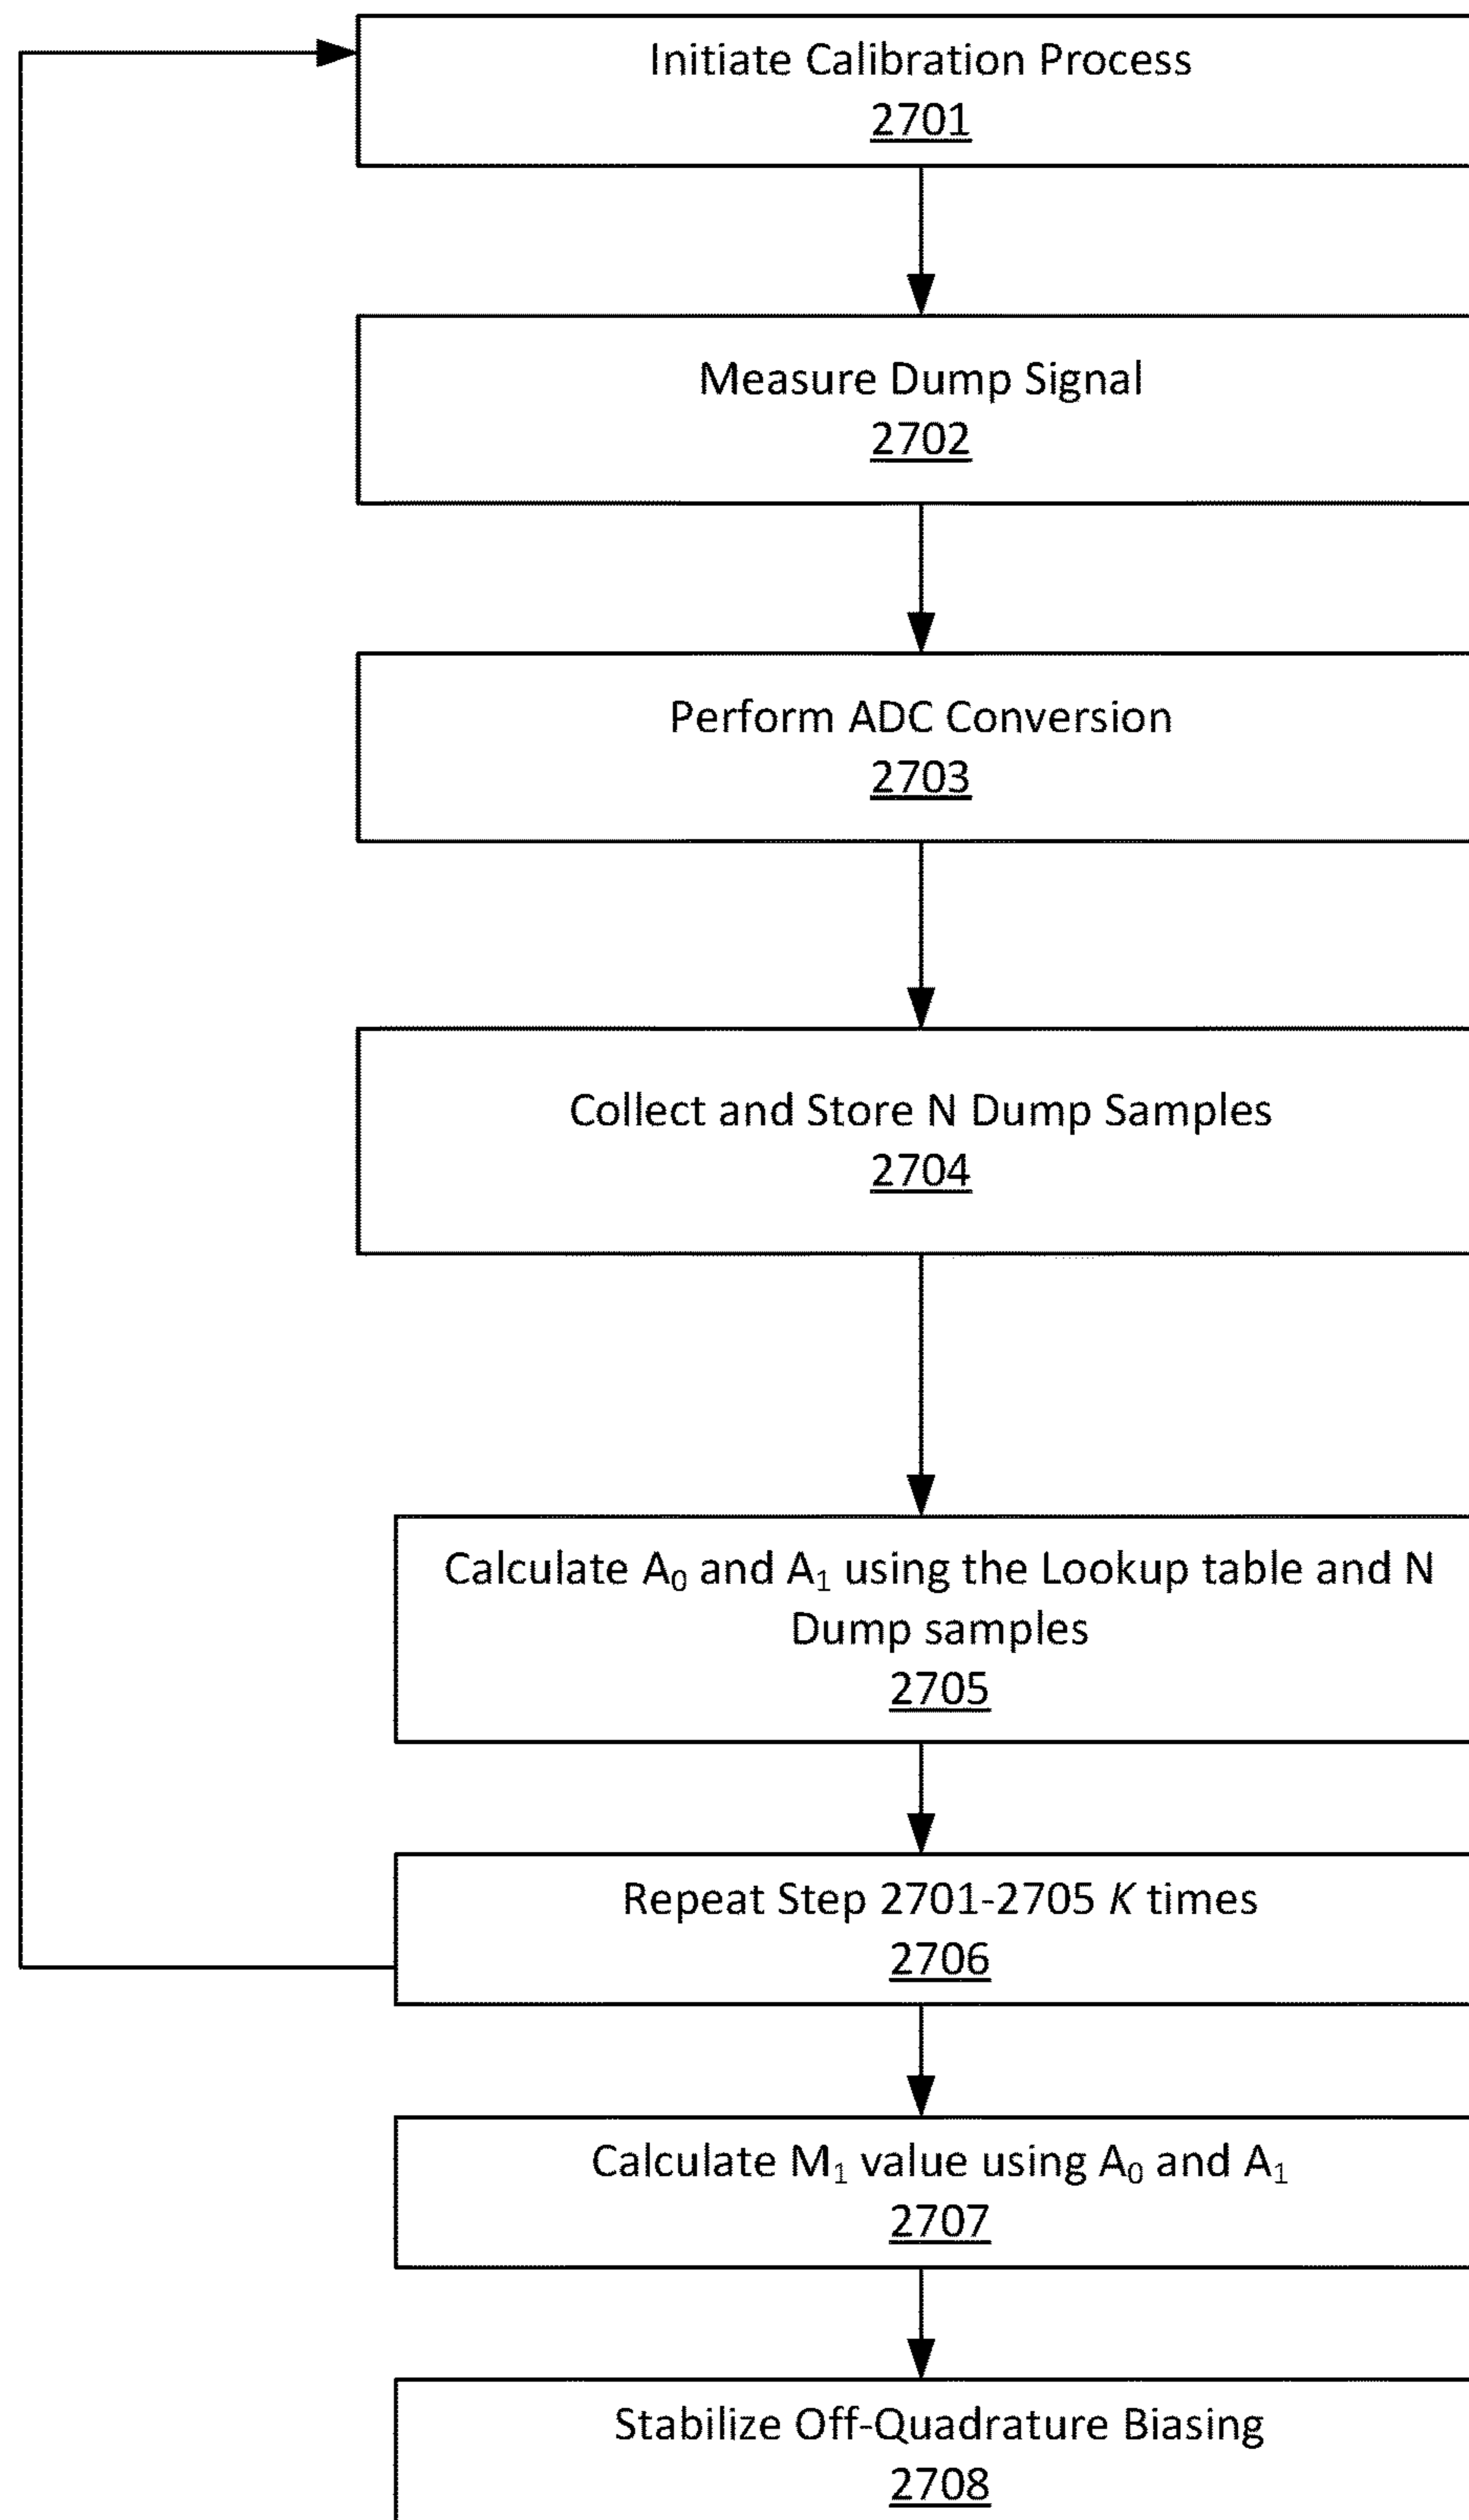 Initiate Calibration Process
2701
Measure Dump Signal
2702
Perform ADC Conversion
2703
Collect and Store N Dump Samples
2704
Calculate A₀ and A₁ using the Lookup table and N
Dump samples
2705
Repeat Step 2701-2705 K times
2706
Calculate M₁ value using A₀ and A₁
2707
Stabilize Off-Quadrature Biasing
2708